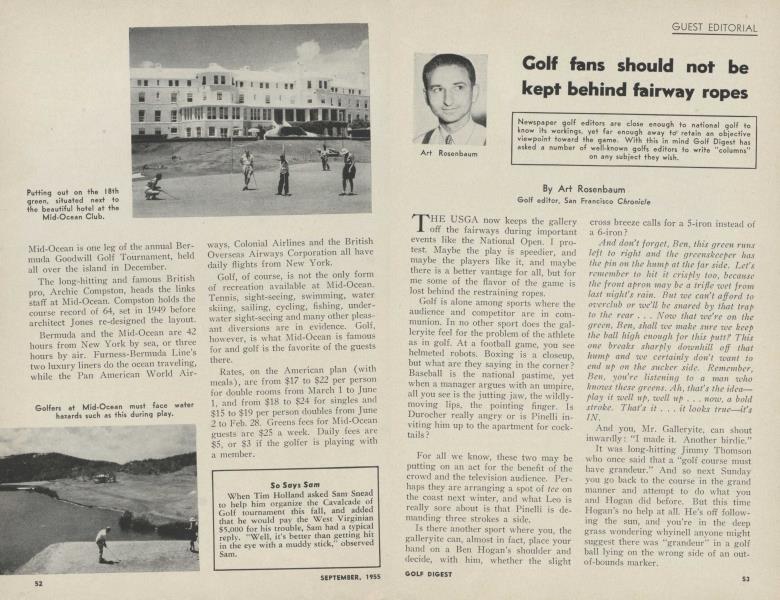 Putting out on the 18th
green, situated next to
the beautiful hotel at the
Mid-Ocean Club.
Mid-Ocean is one leg of the annual Ber-
muda Goodwill Golf Tournament, held
all over the island in December.
The long-hitting and famous British
pro, Archie Compston, heads the links
staff at Mid-Ocean. Compston holds the
course record of 64, set in 1949 before
architect Jones re-designed the layout.
Bermuda and the Mid-Ocean are 42
hours from New York by sea, or three
hours by air. Furness-Bermuda Line's
two luxury liners do the ocean traveling,
while the Pan American World Air-
Golfers at Mid-Ocean must face water
hazards such as this during play.
ways, Colonial Airlines and the British
Overseas Airways Corporation all have
daily flights from New York.
Golf, of course, is not the only form
of recreation available at Mid-Ocean.
Tennis, sight-seeing, swimming, water
skiing, sailing, cycling, fishing, under-
water sight-seeing and many other pleas-
ant diversions are in evidence. Golf,
however, is what Mid-Ocean is famous
for and golf is the favorite of the guests
there.
Rates, on the American plan (with
meals), are from $17 to $22 per person
for double rooms from March 1 to June
1, and from $18 to $24 for singles and
$15 to $19 per person doubles from June
2 to Feb. 28. Greens fees for Mid-Ocean
guests are $25 a week. Daily fees are
$5, or $3 if the golfer is playing with
a member.
So Says Sam
When Tim Holland asked Sam Snead
to help him organize the Cavalcade of
Golf tournament this fall, and added
that he would pay the West Virginian
$5,000 for his trouble, Sam had a typical
reply. "Well, it's better than getting hit
in the eye with a muddy stick," observed
Sam.
52
SEPTEMBER, 1955
GUEST EDITORIAL
Golf fans should not be
kept behind fairway ropes
Art Rosenbaum
Newspaper golf editors are close enough to national golf to
know its workings, yet far enough away to retain an objective
viewpoint toward the game. With this in mind Golf Digest has
asked a number of well-known golfs editors to write "columns"
on any subject they wish.
By Art Rosenbaum
Golf editor, San Francisco Chronicle
THE USGA now keeps the gallery
off the fairways during important
events like the National Open. I pro-
test. Maybe the play is speedier, and
maybe the players like it, and maybe
there is a better vantage for all, but for
me some of the flavor of the game is
lost behind the restraining ropes.
Golf is alone among sports where the
audience and competitor are in com-
munion. In no other sport does the gal-
leryite feel for the problem of the athlete
as in golf. At a football game, you see
helmeted robots. Boxing is a closeup,
but what are they saying in the corner?
Baseball is the national pastime, yet
when a manager argues with an umpire,
all you see is the jutting jaw, the wildly-
moving lips, the pointing finger. Is
Durocher really angry or is Pinelli in-
viting him up to the apartment for cock-
tails?
For all we know, these two may be
putting on an act for the benefit of the
crowd and the television audience. Per-
haps they are arranging a spot of tee on
the coast next winter, and what Leo is
really sore about is that Pinelli is de-
manding three strokes a side.
Is there another sport where you, the
galleryite can, almost in fact, place your
hand on a Ben Hogan's shoulder and
decide, with him, whether the slight
cross breeze calls for a 5-iron instead of
a 6-iron?
And don't forget, Ben, this green runs
left to right and the greenskeeper has
the pin on the hump at the far side. Let's
remember to hit it crisply too, because
the front apron may be a trifle wet from
last night's rain. But we can't afford to
overclub or we'll be snared by that trap
to the rear . . . Now that we're on the
green, Ben, shall we make sure we keep
the ball high enough for this putt? This
one breaks sharply downhill off that
hump and we certainly don't want to
end up on the sucker side. Remember,
Ben, you're listening to a man who
knows these greens. Ah, that's the idea—
play it well up, well up . . . now, a bold
stroke. That's it . . . it looks true—it's
IN.
And you, Mr. Galleryite, can shout
inwardly: "I made it. Another birdie."
It was long-hitting Jimmy Thomson
who once said that a "golf course must
have grandeur." And so next Sunday
you go back to the course in the grand
manner and attempt to do what you
and Hogan did before. But this time
Hogan's no help at all. He's off follow-
ing the sun, and you're in the deep
grass wondering whyinell anyone might
suggest there was "grandeur" in a golf
ball lying on the wrong side of an out-
of-bounds marker.
GOLF DIGEST
53